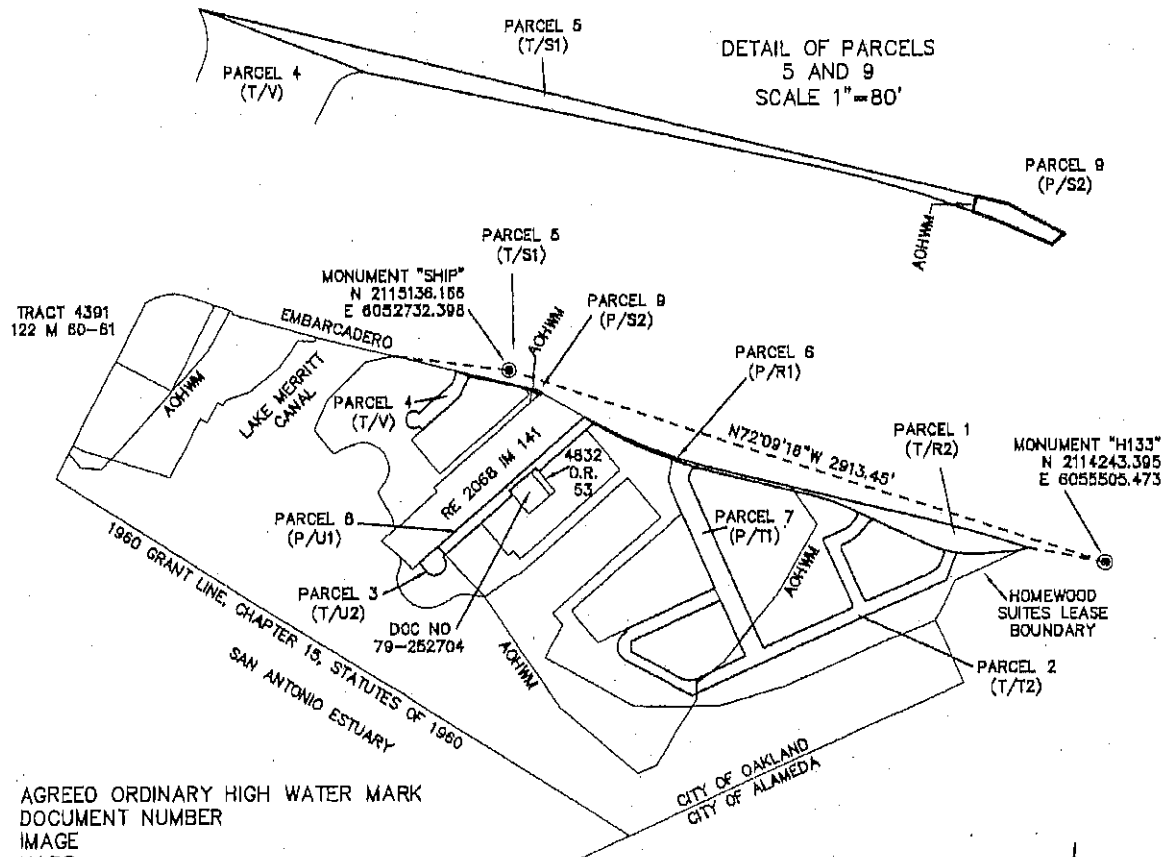 PARCEL 5
(T/S1)
DETAIL OF PARCELS
5 AND 9
SCALE 1"=80'
PARCEL 4
(T/V)
PARCEL 9
(P/S2)
AOHWM
PARCEL 5
(T/S1)
MONUMENT "SHIP"
N 2115136.156
E 6052732.398
PARCEL 9
(P/S2)
AOHWM
TRACT 4391
122 M 60-61
EMBARCADERO
AOHWM
LAKE MERRITT
CANAL
PARCEL 4
(T/V)
PARCEL 6
(P/R1)
N72°09'18"W 2913.45'
PARCEL 1
(T/R2)
MONUMENT "H133"
N 2114243.395
E 6055505.473
RE 2068 IM 141
4832
O.R.
53
PARCEL 7
(P/T1)
AOHWM
PARCEL 8
(P/U1)
PARCEL 3
(T/U2)
DOC NO
79-252704
AOHWM
HOMEWOOD
SUITES LEASE
BOUNDARY
PARCEL 2
(T/T2)
1960 GRANT LINE, CHAPTER 15, STATUTES OF 1960
SAN ANTONIO ESTUARY
CITY OF OAKLAND
CITY OF ALAMEDA
AGREED ORDINARY HIGH WATER MARK
DOCUMENT NUMBER
IMAGE